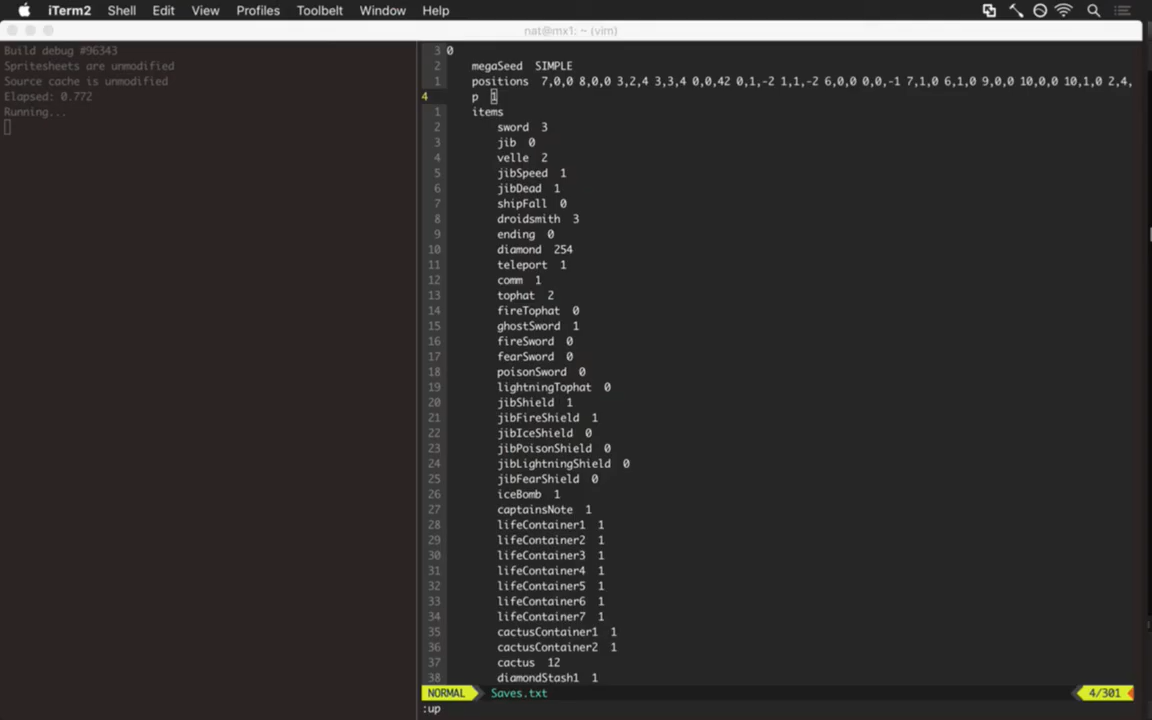 iTerm2 Shell Edit View Profiles Toolbelt Window Help
nat@mx1: ~ (vim)
Build debug #96343
Spritesheets are unmodified
Source cache is unmodified
Elapsed: 0.772
Running...
3 0
2 megaSeed SIMPLE
1 positions 7,0,0 8,0,0 3,2,4 3,3,4 0,0,42 0,1,-2 1,1,-2 6,0,0 0,0,-1 7,1,0 6,1,0 9,0,0 10,0,0 10,1,0 2,4,
4 p 1
1 items
2 sword 3
3 jib 0
4 velle 2
5 jibSpeed 1
6 jibDead 1
7 shipFall 0
8 droidsmith 3
9 ending 0
10 diamond 254
11 teleport 1
12 comm 1
13 tophat 2
14 fireTophat 0
15 ghostSword 1
16 fireSword 0
17 fearSword 0
18 poisonSword 0
19 lightningTophat 0
20 jibShield 1
21 jibFireShield 1
22 jibIceShield 0
23 jibPoisonShield 0
24 jibLightningShield 0
25 jibFearShield 0
26 iceBomb 1
27 captainsNote 1
28 lifeContainer1 1
29 lifeContainer2 1
30 lifeContainer3 1
31 lifeContainer4 1
32 lifeContainer5 1
33 lifeContainer6 1
34 lifeContainer7 1
35 cactusContainer1 1
36 cactusContainer2 1
37 cactus 12
38 diamondStash1 1
NORMAL Saves.txt 4/301
:up